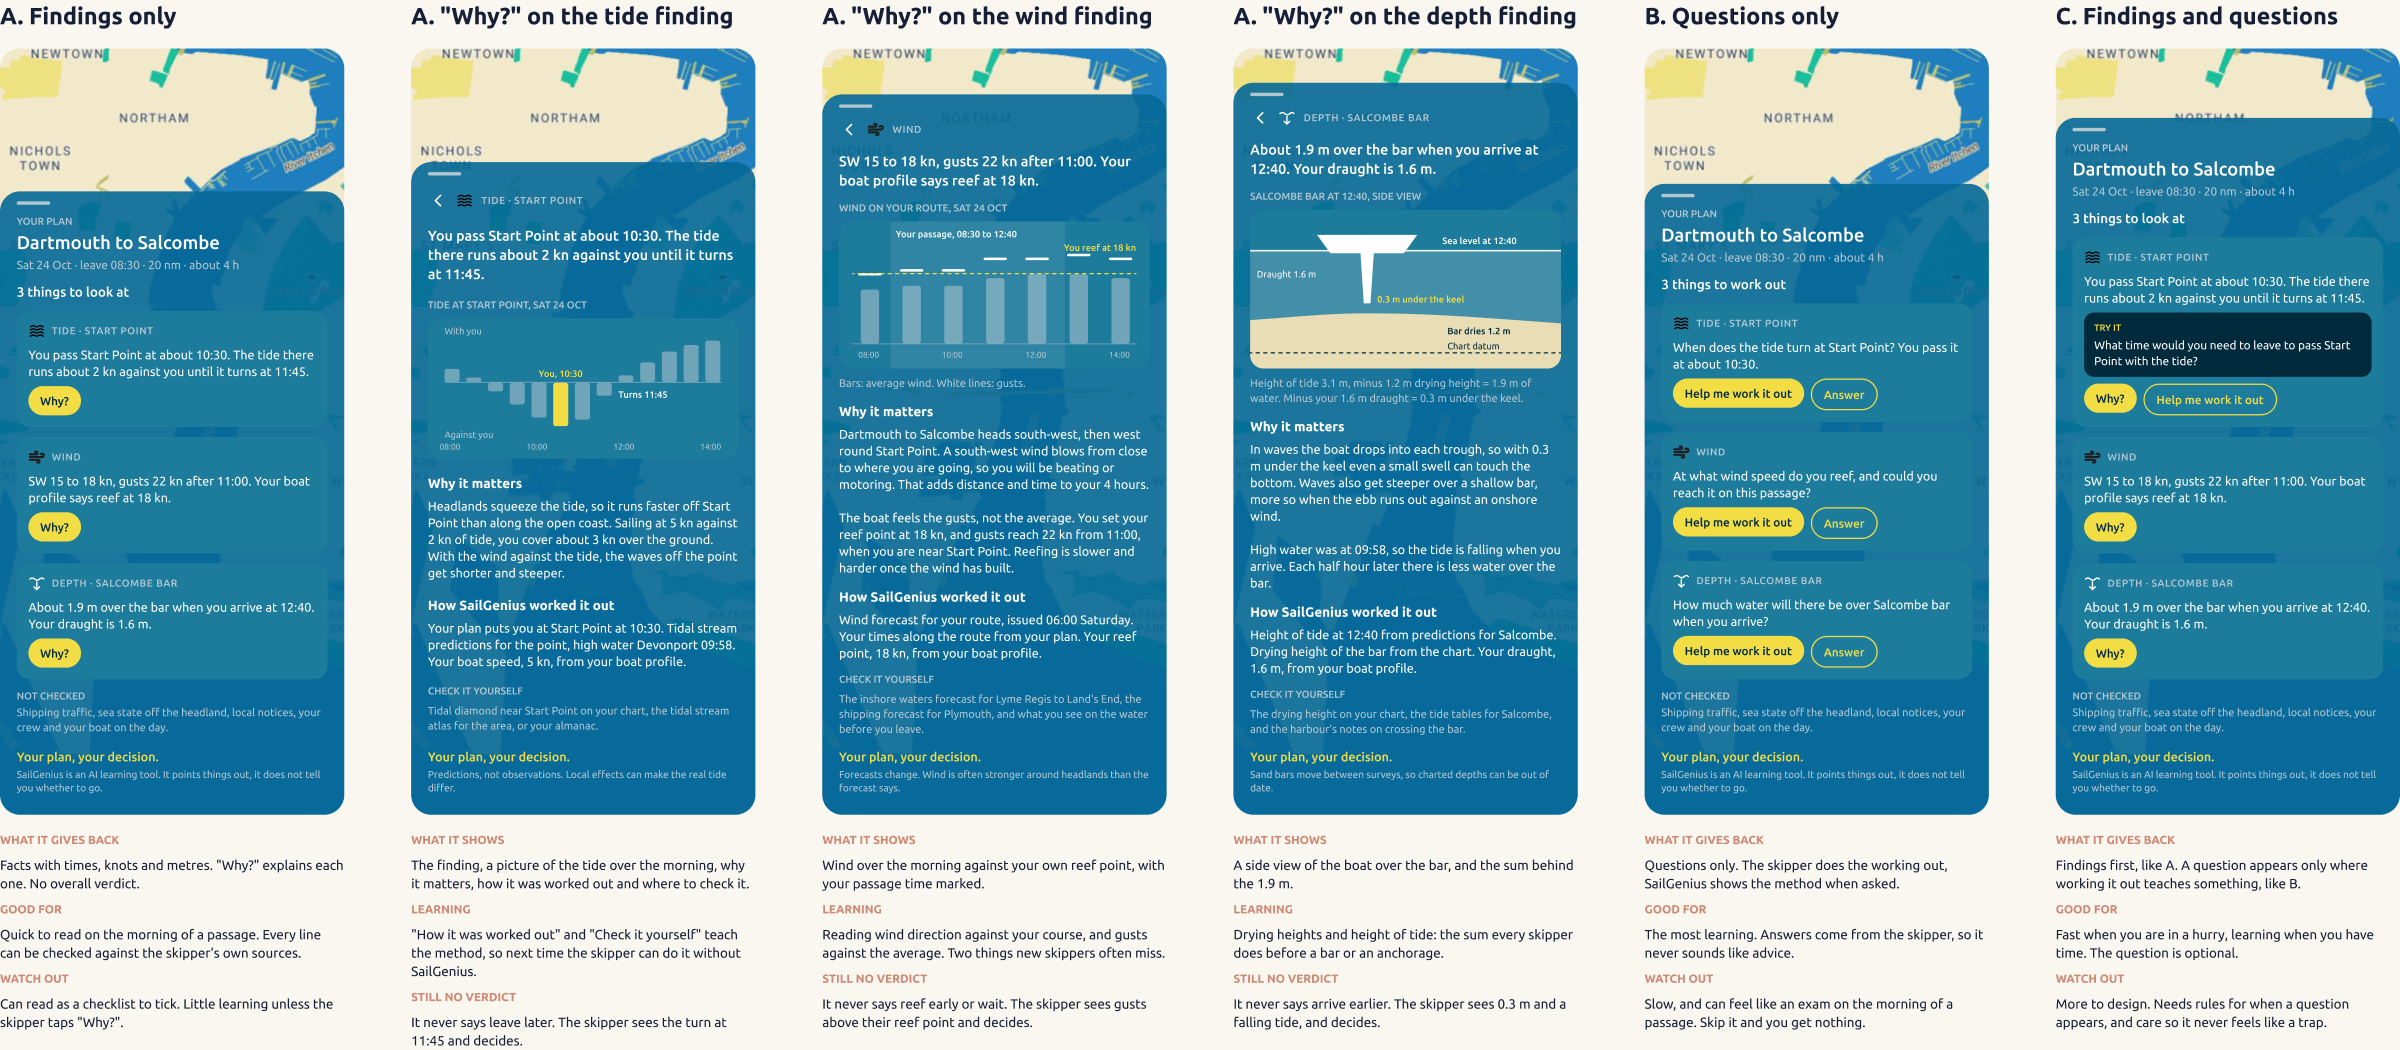 A. Findings only
NEWTOWN
NORTHAM
NICHOLS
TOWN
River Itchen
YOUR PLAN
Dartmouth to Salcombe
Sat 24 Oct · leave 08:30 · 20 nm · about 4 h
3 things to look at
TIDE · START POINT
You pass Start Point at about 10:30. The tide there
runs about 2 kn against you until it turns at 11:45.
Why?
WIND
SW 15 to 18 kn, gusts 22 kn after 11:00. Your boat
profile says reef at 18 kn.
Why?
DEPTH · SALCOMBE BAR
About 1.9 m over the bar when you arrive at 12:40.
Your draught is 1.6 m.
Why?
NOT CHECKED
Shipping traffic, sea state off the headland, local notices, your
crew and your boat on the day.
Your plan, your decision.
SailGenius is an AI learning tool. It points things out, it does not tell
you whether to go.
WHAT IT GIVES BACK
Facts with times, knots and metres. "Why?" explains each
one. No overall verdict.
GOOD FOR
Quick to read on the morning of a passage. Every line
can be checked against the skipper's own sources.
WATCH OUT
Can read as a checklist to tick. Little learning unless the
skipper taps "Why?".
A. "Why?" on the tide finding
NEWTOWN
NORTHAM
NICHOLS
TOWN
River Itchen
TIDE · START POINT
You pass Start Point at about 10:30. The tide
there runs about 2 kn against you until it turns
at 11:45.
TIDE AT START POINT, SAT 24 OCT
With you
You, 10:30
Turns 11:45
Against you
08:00
10:00
12:00
14:00
Why it matters
Headlands squeeze the tide, so it runs faster off Start
Point than along the open coast. Sailing at 5 kn against
2 kn of tide, you cover about 3 kn over the ground.
With the wind against the tide, the waves off the point
get shorter and steeper.
How SailGenius worked it out
Your plan puts you at Start Point at 10:30. Tidal stream
predictions for the point, high water Devonport 09:58.
Your boat speed, 5 kn, from your boat profile.
CHECK IT YOURSELF
Tidal diamond near Start Point on your chart, the tidal stream
atlas for the area, or your almanac.
Your plan, your decision.
Predictions, not observations. Local effects can make the real tide
differ.
WHAT IT SHOWS
The finding, a picture of the tide over the morning, why
it matters, how it was worked out and where to check it.
LEARNING
"How it was worked out" and "Check it yourself" teach
the method, so next time the skipper can do it without
SailGenius.
STILL NO VERDICT
It never says leave later. The skipper sees the turn at
11:45 and decides.
A. "Why?" on the wind finding
NEWTOWN
NORTHAM
WIND
SW 15 to 18 kn, gusts 22 kn after 11:00. Your
boat profile says reef at 18 kn.
WIND ON YOUR ROUTE, SAT 24 OCT
Your passage, 08:30 to 12:40
You reef at 18 kn
08:00
10:00
12:00
14:00
Bars: average wind. White lines: gusts.
Why it matters
Dartmouth to Salcombe heads south-west, then west
round Start Point. A south-west wind blows from close
to where you are going, so you will be beating or
motoring. That adds distance and time to your 4 hours.
The boat feels the gusts, not the average. You set your
reef point at 18 kn, and gusts reach 22 kn from 11:00,
when you are near Start Point. Reefing is slower and
harder once the wind has built.
How SailGenius worked it out
Wind forecast for your route, issued 06:00 Saturday.
Your times along the route from your plan. Your reef
point, 18 kn, from your boat profile.
CHECK IT YOURSELF
The inshore waters forecast for Lyme Regis to Land's End, the
shipping forecast for Plymouth, and what you see on the water
before you leave.
Your plan, your decision.
Forecasts change. Wind is often stronger around headlands than the
forecast says.
WHAT IT SHOWS
Wind over the morning against your own reef point, with
your passage time marked.
LEARNING
Reading wind direction against your course, and gusts
against the average. Two things new skippers often miss.
STILL NO VERDICT
It never says reef early or wait. The skipper sees gusts
above their reef point and decides.
A. "Why?" on the depth finding
NEWTOWN
DEPTH · SALCOMBE BAR
About 1.9 m over the bar when you arrive at
12:40. Your draught is 1.6 m.
SALCOMBE BAR AT 12:40, SIDE VIEW
Sea level at 12:40
Draught 1.6 m
0.3 m under the keel
Bar dries 1.2 m
Chart datum
Height of tide 3.1 m, minus 1.2 m drying height = 1.9 m of
water. Minus your 1.6 m draught = 0.3 m under the keel.
Why it matters
In waves the boat drops into each trough, so with 0.3
m under the keel even a small swell can touch the
bottom. Waves also get steeper over a shallow bar,
more so when the ebb runs out against an onshore
wind.
High water was at 09:58, so the tide is falling when you
arrive. Each half hour later there is less water over the
bar.
How SailGenius worked it out
Height of tide at 12:40 from predictions for Salcombe.
Drying height of the bar from the chart. Your draught,
1.6 m, from your boat profile.
CHECK IT YOURSELF
The drying height on your chart, the tide tables for Salcombe,
and the harbour's notes on crossing the bar.
Your plan, your decision.
Sand bars move between surveys, so charted depths can be out of
date.
WHAT IT SHOWS
A side view of the boat over the bar, and the sum behind
the 1.9 m.
LEARNING
Drying heights and height of tide: the sum every skipper
does before a bar or an anchorage.
STILL NO VERDICT
It never says arrive earlier. The skipper sees 0.3 m and a
falling tide, and decides.
B. Questions only
NEWTOWN
NORTHAM
NICHOLS
TOWN
River Itchen
YOUR PLAN
Dartmouth to Salcombe
Sat 24 Oct · leave 08:30 · 20 nm · about 4 h
3 things to work out
TIDE · START POINT
When does the tide turn at Start Point? You pass it
at about 10:30.
Help me work it out
Answer
WIND
At what wind speed do you reef, and could you
reach it on this passage?
Help me work it out
Answer
DEPTH · SALCOMBE BAR
How much water will there be over Salcombe bar
when you arrive?
Help me work it out
Answer
NOT CHECKED
Shipping traffic, sea state off the headland, local notices, your
crew and your boat on the day.
Your plan, your decision.
SailGenius is an AI learning tool. It points things out, it does not tell
you whether to go.
WHAT IT GIVES BACK
Questions only. The skipper does the working out,
SailGenius shows the method when asked.
GOOD FOR
The most learning. Answers come from the skipper, so it
never sounds like advice.
WATCH OUT
Slow, and can feel like an exam on the morning of a
passage. Skip it and you get nothing.
C. Findings and questions
NEWTOWN
NORTHAM
YOUR PLAN
Dartmouth to Salcombe
Sat 24 Oct · leave 08:30 · 20 nm · about 4 h
3 things to look at
TIDE · START POINT
You pass Start Point at about 10:30. The tide there
runs about 2 kn against you until it turns at 11:45.
TRY IT
What time would you need to leave to pass Start
Point with the tide?
Why?
Help me work it out
WIND
SW 15 to 18 kn, gusts 22 kn after 11:00. Your boat
profile says reef at 18 kn.
Why?
DEPTH · SALCOMBE BAR
About 1.9 m over the bar when you arrive at 12:40.
Your draught is 1.6 m.
Why?
NOT CHECKED
Shipping traffic, sea state off the headland, local notices, your
crew and your boat on the day.
Your plan, your decision.
SailGenius is an AI learning tool. It points things out, it does not tell
you whether to go.
WHAT IT GIVES BACK
Findings first, like A. A question appears only where
working it out teaches something, like B.
GOOD FOR
Fast when you are in a hurry, learning when you have
time. The question is optional.
WATCH OUT
More to design. Needs rules for when a question
appears, and care so it never feels like a trap.